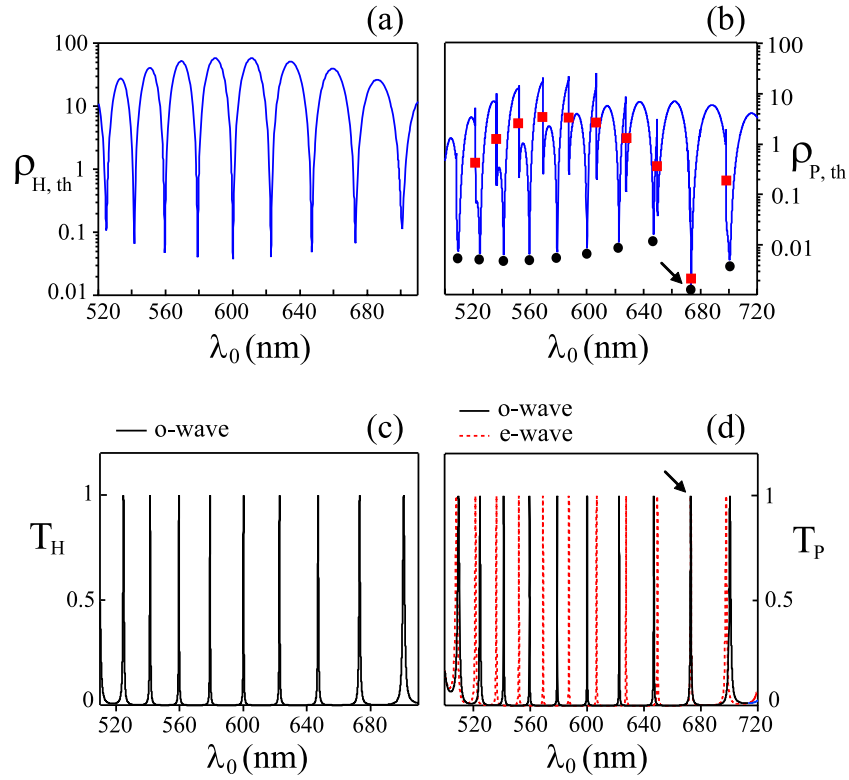 (a) (b)
100 100
10 10
1 1
0.1 0.1
0.01 0.01
ρH, th ρP, th
520 560 600 640 680 520 560 600 640 680 720
λ0 (nm) λ0 (nm)
o-wave (c) o-wave (d)
e-wave
1 1
TH TP
0.5 0.5
0 0
520 560 600 640 680 520 560 600 640 680 720
λ0 (nm) λ0 (nm)